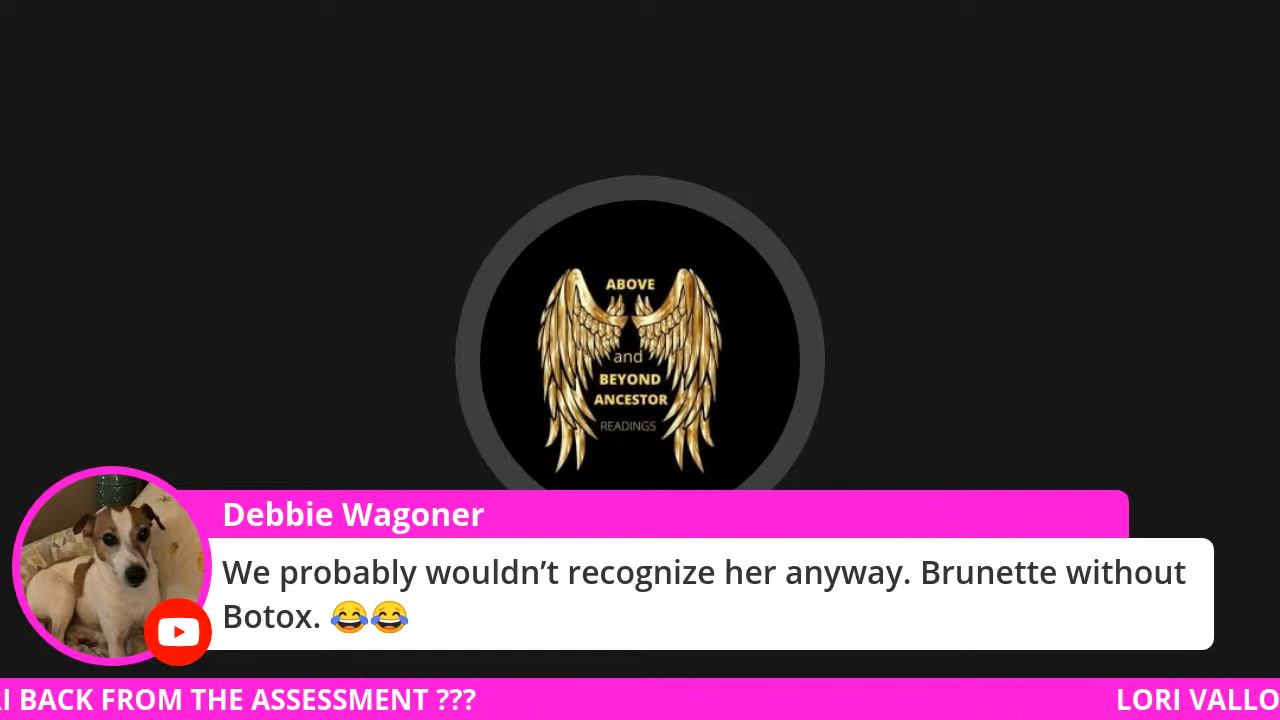 ABOVE
and
BEYOND
ANCESTOR
READINGS
Debbie Wagoner
We probably wouldn’t recognize her anyway. Brunette without
Botox. 😂😂
RI BACK FROM THE ASSESSMENT ??? LORI VALLO